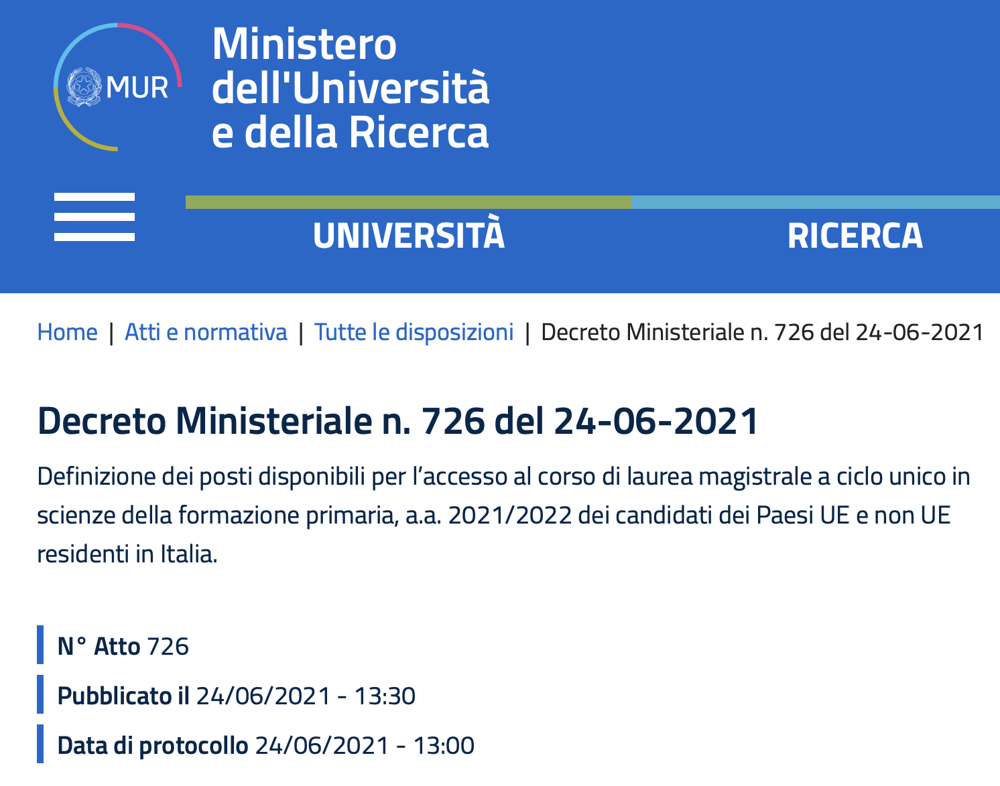 MUR
Ministero
dell'Università
e della Ricerca
UNIVERSITÀ
RICERCA
Home | Atti e normativa | Tutte le disposizioni | Decreto Ministeriale n. 726 del 24-06-2021
Decreto Ministeriale n. 726 del 24-06-2021
Definizione dei posti disponibili per l’accesso al corso di laurea magistrale a ciclo unico in
scienze della formazione primaria, a.a. 2021/2022 dei candidati dei Paesi UE e non UE
residenti in Italia.
N° Atto 726
Pubblicato il 24/06/2021 - 13:30
Data di protocollo 24/06/2021 - 13:00